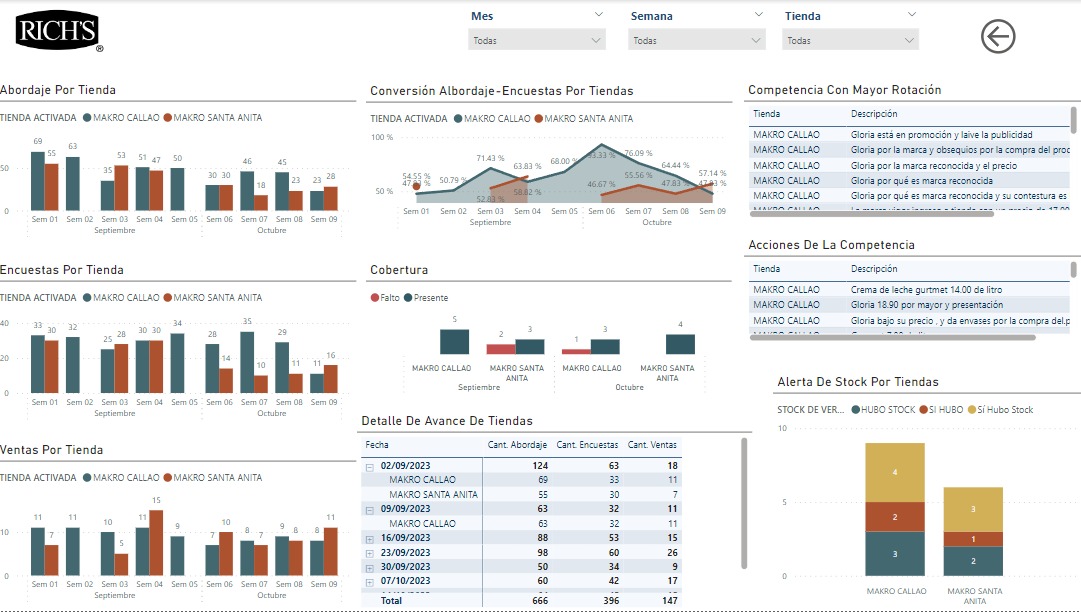 RICH'S®
Mes Semana Tienda
Todas Todas Todas
Abordaje Por Tienda
TIENDA ACTIVADA MAKRO CALLAO MAKRO SANTA ANITA
50
0
69 55 63 35 53 51 47 50 30 30 46 18 45 23 23 28
Sem 01 Sem 02 Sem 03 Sem 04 Sem 05 Sem 06 Sem 07 Sem 08 Sem 09
Septiembre Octubre
Conversión Albordaje-Encuestas Por Tiendas
TIENDA ACTIVADA MAKRO CALLAO MAKRO SANTA ANITA
100 %
50 %
54.55 % 50.79 % 71.43 % 52.83 % 63.83 % 58.82 % 68.00 % 93.33 % 46.67 % 76.09 % 55.56 % 64.44 % 47.83 % 57.14 %
Sem 01 Sem 02 Sem 03 Sem 04 Sem 05 Sem 06 Sem 07 Sem 08 Sem 09
Septiembre Octubre
Competencia Con Mayor Rotación
Tienda Descripción
MAKRO CALLAO Gloria está en promoción y laive la publicidad
MAKRO CALLAO Gloria por la marca y obsequios por la compra del proc
MAKRO CALLAO Gloria por la marca reconocida y el precio
MAKRO CALLAO Gloria por qué es marca reconocida
MAKRO CALLAO Gloria por qué es marca reconocida y su contestura es
MAKRO CALLAO
Acciones De La Competencia
Tienda Descripción
MAKRO CALLAO Crema de leche gurtmet 14.00 de litro
MAKRO CALLAO Gloria 18.90 por mayor y presentación
MAKRO CALLAO Gloria bajo su precio , y da envases por la compra del.p
MAKRO CALLAO
Encuestas Por Tienda
TIENDA ACTIVADA MAKRO CALLAO MAKRO SANTA ANITA
40
20
0
33 30 32 25 28 30 30 34 28 14 35 10 29 11 11 16
Sem 01 Sem 02 Sem 03 Sem 04 Sem 05 Sem 06 Sem 07 Sem 08 Sem 09
Septiembre Octubre
Cobertura
Falto Presente
5 2 3 1 3 4
MAKRO CALLAO MAKRO SANTA ANITA MAKRO CALLAO MAKRO SANTA ANITA
Septiembre Octubre
Ventas Por Tienda
TIENDA ACTIVADA MAKRO CALLAO MAKRO SANTA ANITA
10
0
11 7 11 10 5 11 15 9 7 10 8 7 9 8 8 11
Sem 01 Sem 02 Sem 03 Sem 04 Sem 05 Sem 06 Sem 07 Sem 08 Sem 09
Septiembre Octubre
Detalle De Avance De Tiendas
Fecha Cant. Abordaje Cant. Encuestas Cant. Ventas
02/09/2023 124 63 18
MAKRO CALLAO 69 33 11
MAKRO SANTA ANITA 55 30 7
09/09/2023 63 32 11
MAKRO CALLAO 63 32 11
16/09/2023 88 53 15
23/09/2023 98 60 26
30/09/2023 50 34 9
07/10/2023 60 42 17
Total 666 396 147
Alerta De Stock Por Tiendas
STOCK DE VER... HUBO STOCK SI HUBO Sí Hubo Stock
10
5
0
4 2 3
3 1 2
MAKRO CALLAO MAKRO SANTA ANITA